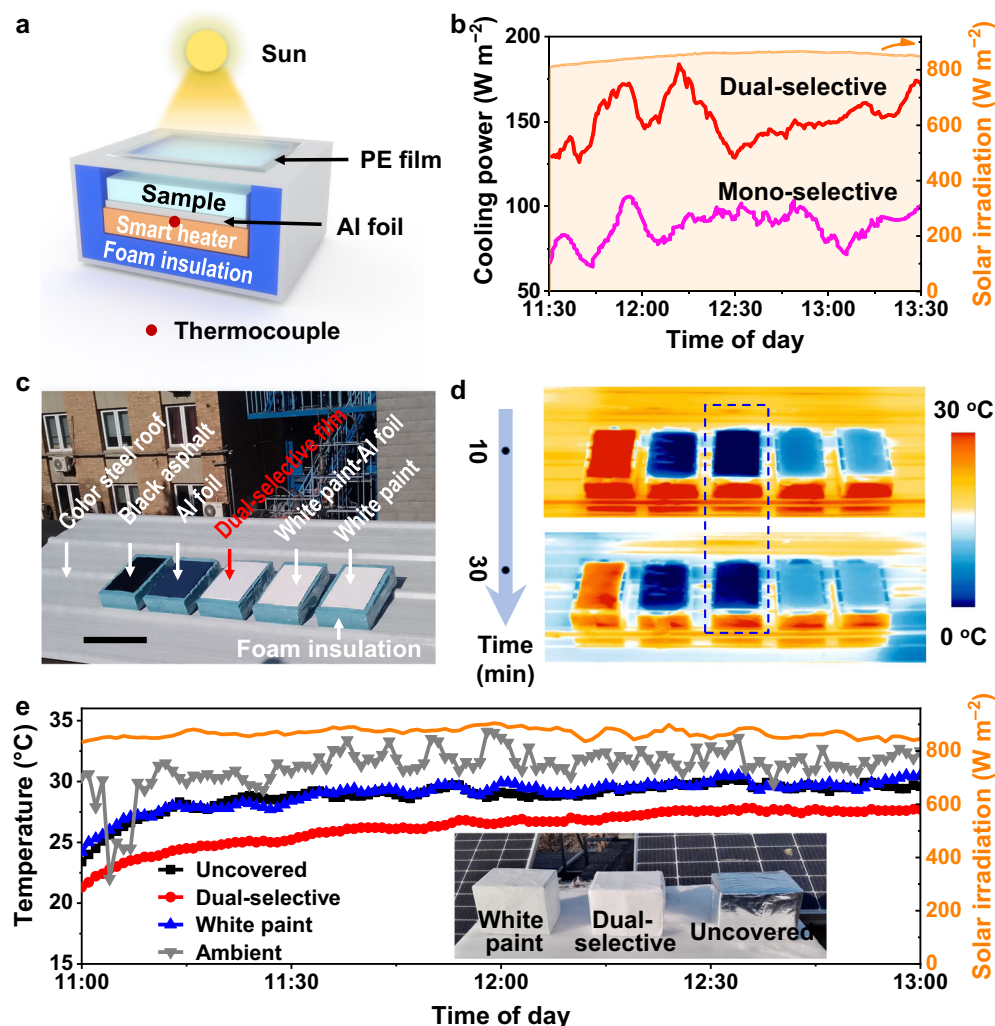 a
Sun
PE film
Sample
Al foil
Smart heater
Foam insulation
Thermocouple
b
Cooling power (W m⁻²)
200
150
100
50
Dual-selective
Mono-selective
11:30
12:00
12:30
13:00
13:30
Time of day
800
600
400
200
0
Solar irradiation (W m⁻²)
c
Color steel roof
Black asphalt
Al foil
Dual-selective film
White paint-Al foil
White paint
Foam insulation
d
10
30
Time
(min)
30 °C
0 °C
e
Temperature (°C)
35
30
25
20
15
Uncovered
Dual-selective
White paint
Ambient
White
paint
Dual-
selective
Uncovered
11:00
11:30
12:00
12:30
13:00
Time of day
800
600
400
200
0
Solar irradiation (W m⁻²)